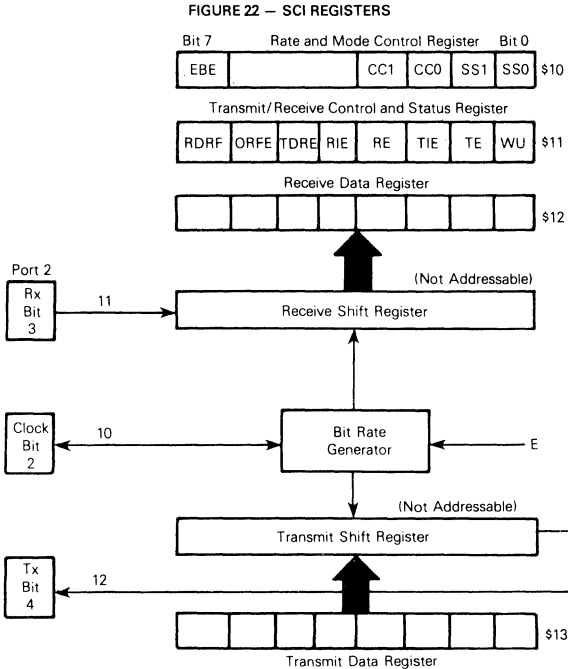 FIGURE 22 — SCI REGISTERS
Bit 7 Rate and Mode Control Register Bit 0
EBE CC1 CC0 SS1 SS0 $10
Transmit/Receive Control and Status Register
RDRF ORFE TDRE RIE RE TIE TE WU $11
Receive Data Register
$12
Port 2
(Not Addressable)
Rx
Bit
3
11
Receive Shift Register
Clock
Bit
2
10
Bit Rate
Generator
E
(Not Addressable)
Transmit Shift Register
Tx
Bit
4
12
$13
Transmit Data Register